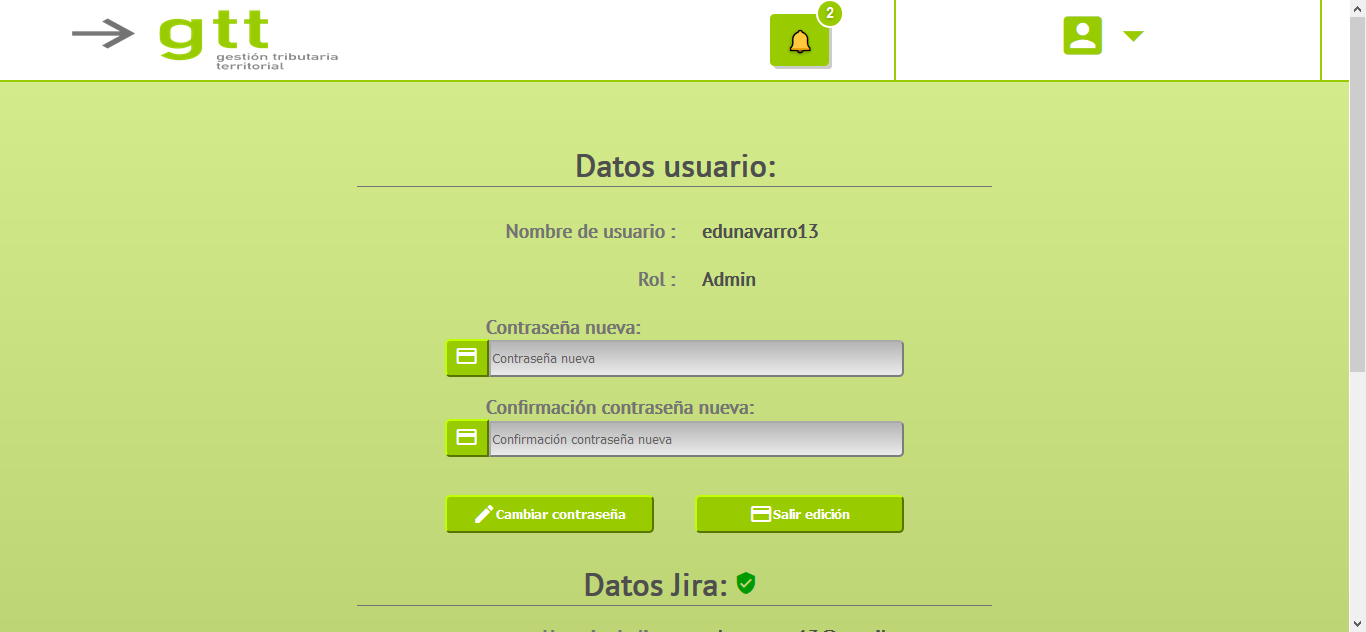 2
gtt
gestión tributaria
territorial
Datos usuario:
Nombre de usuario : edunavarro13
Rol : Admin
Contraseña nueva:
Contraseña nueva
Confirmación contraseña nueva:
Confirmación contraseña nueva
Cambiar contraseña Salir edición
Datos Jira: